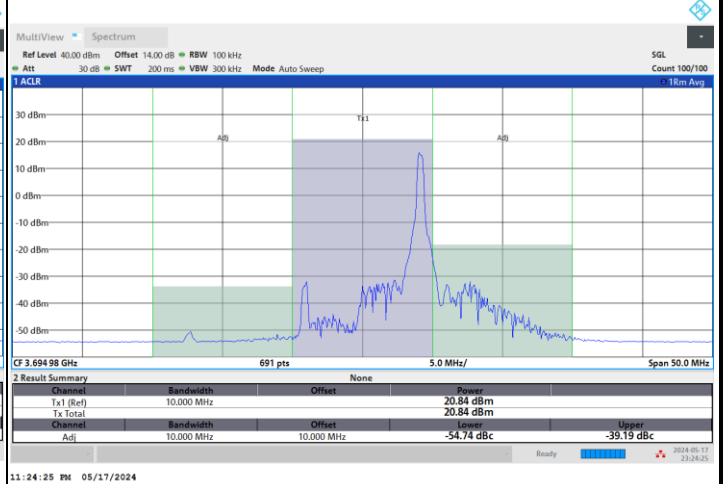 MultiView Spectrum
Ref Level 40.00 dBm Offset 14.00 dB RBW 100 kHz SGL
Att 30 dB SWT 200 ms VBW 300 kHz Mode Auto Sweep Count 100/100
1 ACLR 1Rm Avg
30 dBm
Tx1
20 dBm Adj Adj
10 dBm
0 dBm
-10 dBm
-20 dBm
-30 dBm
-40 dBm
-50 dBm
CF 3.694 98 GHz 691 pts 5.0 MHz/ Span 50.0 MHz
2 Result Summary None
Channel Bandwidth Offset Power
Tx1 (Ref) 10.000 MHz 20.84 dBm
Tx Total 20.84 dBm
Channel Bandwidth Offset Lower Upper
Adj 10.000 MHz 10.000 MHz -54.74 dBc -39.19 dBc
Ready 2024-05-17
23:24:25
11:24:25 PM 05/17/2024